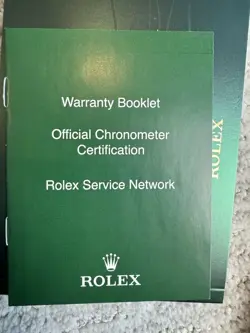 Warranty Booklet
Official Chronometer
Certification
Rolex Service Network
ROLEX
ROLEX